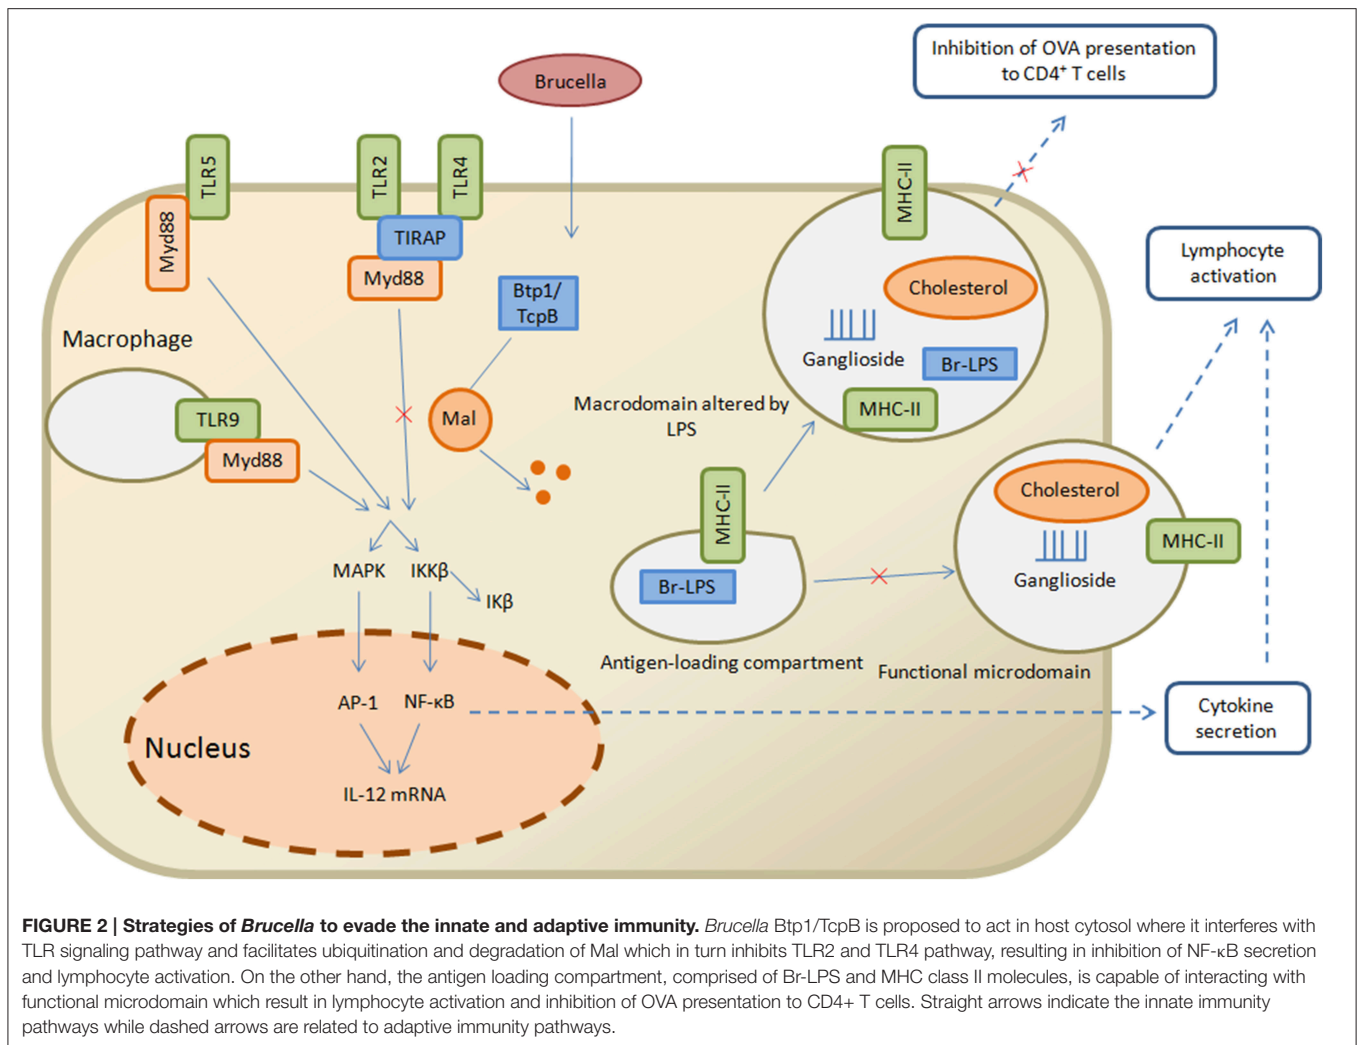 Inhibition of OVA presentation
to CD4⁺ T cells
Brucella
TLR5
TLR2
TLR4
MHC-II
Myd88
TIRAP
Myd88
Lymphocyte
activation
Btp1/
TcpB
Cholesterol
Macrophage
Ganglioside
Br-LPS
Macrodomain altered by
LPS
MHC-II
TLR9
Mal
Myd88
Cholesterol
MHC-II
MHC-II
Ganglioside
MAPK
IKKβ
IKβ
Br-LPS
Antigen-loading compartment
Functional microdomain
AP-1
NF-κB
Cytokine
secretion
Nucleus
IL-12 mRNA
FIGURE 2 | Strategies of Brucella to evade the innate and adaptive immunity. Brucella Btp1/TcpB is proposed to act in host cytosol where it interferes with
TLR signaling pathway and facilitates ubiquitination and degradation of Mal which in turn inhibits TLR2 and TLR4 pathway, resulting in inhibition of NF-κB secretion
and lymphocyte activation. On the other hand, the antigen loading compartment, comprised of Br-LPS and MHC class II molecules, is capable of interacting with
functional microdomain which result in lymphocyte activation and inhibition of OVA presentation to CD4+ T cells. Straight arrows indicate the innate immunity
pathways while dashed arrows are related to adaptive immunity pathways.